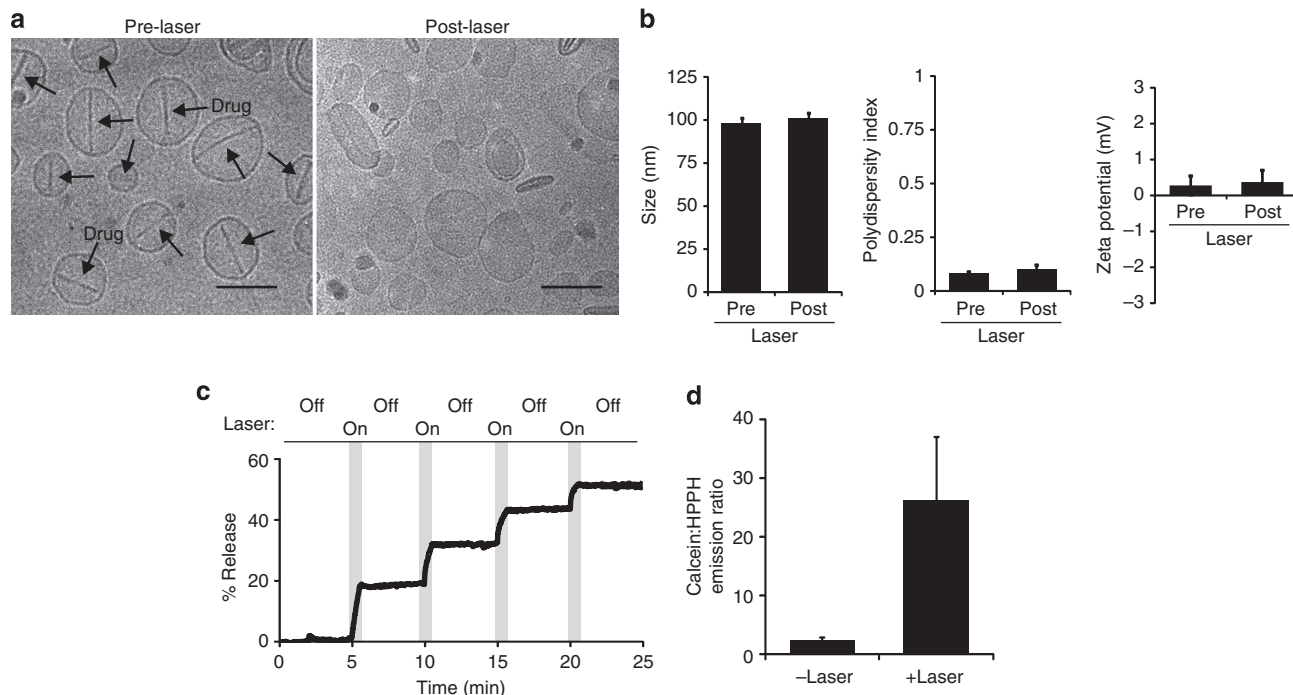 a
Pre-laser
Post-laser
Drug
Drug
b
125
100
75
50
25
0
Size (nm)
Pre
Post
Laser
1
0.75
0.5
0.25
0
Polydispersity index
Pre
Post
Laser
3
2
1
0
–1
–2
–3
Zeta potential (mV)
Pre
Post
Laser
c
Off
Off
Off
Off
Off
Laser:
On
On
On
On
60
40
20
0
% Release
0
5
10
15
20
25
Time (min)
d
40
30
20
10
0
Calcein:HPPH
emission ratio
–Laser
+Laser